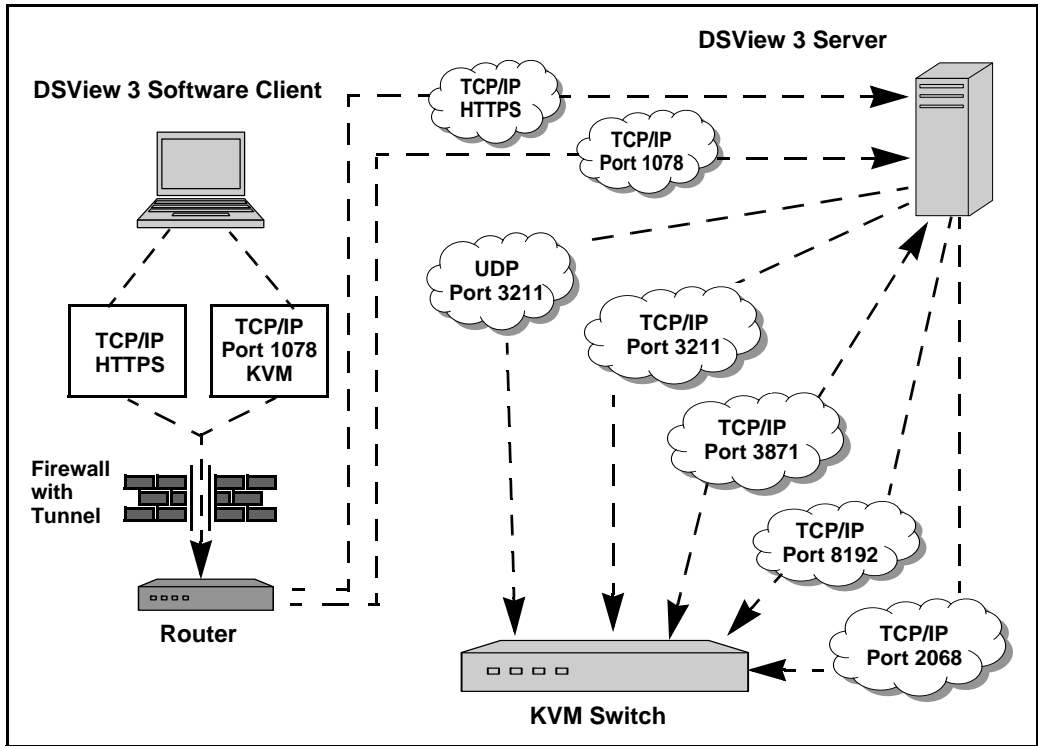 DSView 3 Server
DSView 3 Software Client
TCP/IP
HTTPS
TCP/IP
Port 1078
UDP
Port 3211
TCP/IP
HTTPS
TCP/IP
Port 1078
KVM
TCP/IP
Port 3211
TCP/IP
Port 3871
Firewall
with
Tunnel
TCP/IP
Port 8192
Router
TCP/IP
Port 2068
KVM Switch